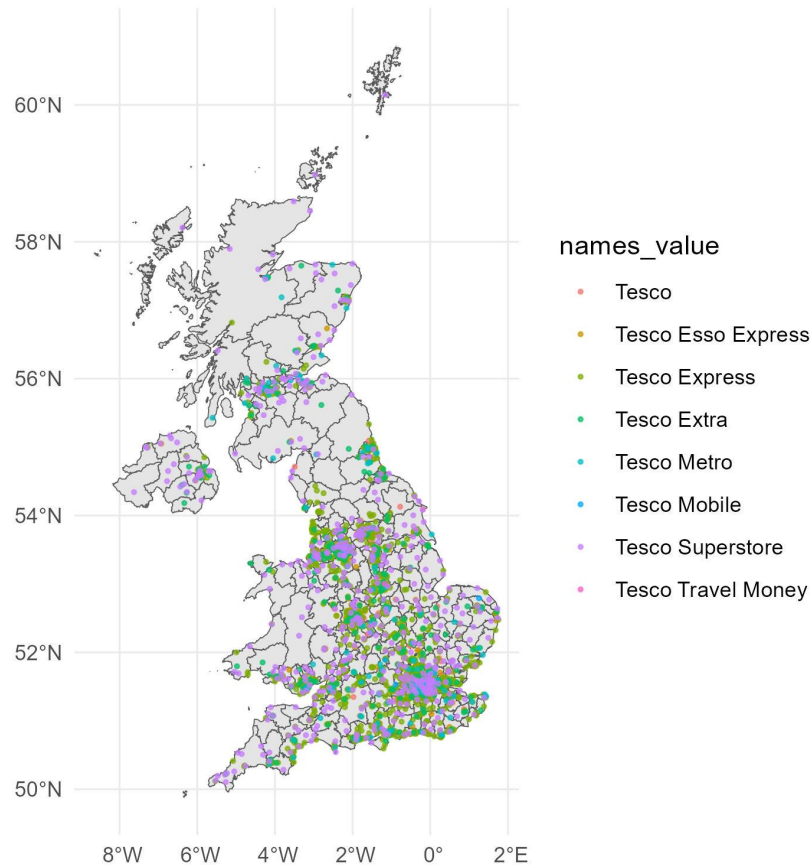 60°N
58°N
56°N
54°N
52°N
50°N
8°W 6°W 4°W 2°W 0° 2°E
names_value
Tesco
Tesco Esso Express
Tesco Express
Tesco Extra
Tesco Metro
Tesco Mobile
Tesco Superstore
Tesco Travel Money